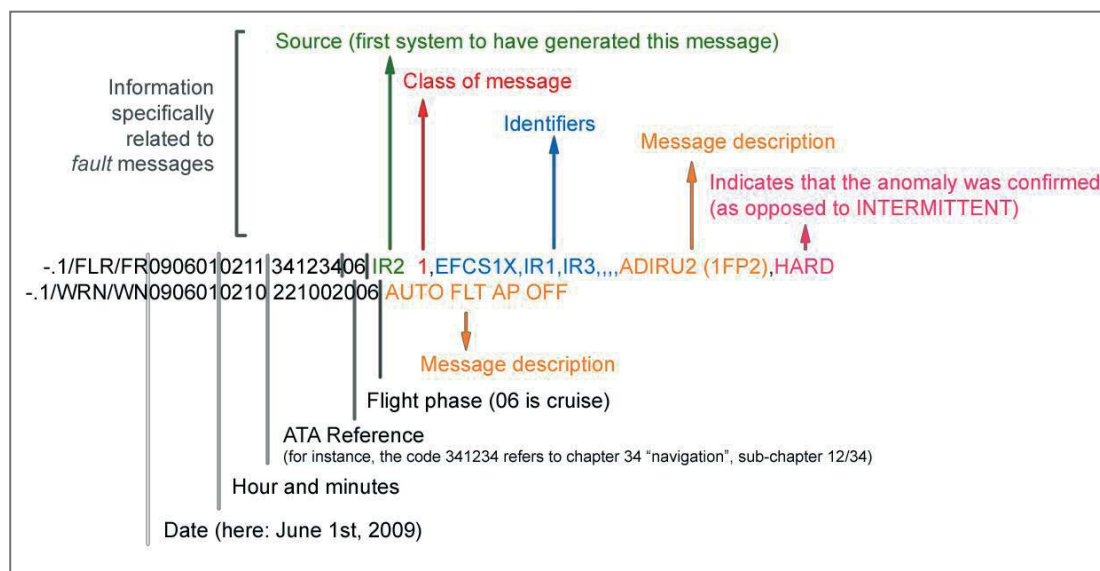 Source (first system to have generated this message)
Information
specifically
related to
fault messages
Class of message
Identifiers
Message description
Indicates that the anomaly was confirmed
(as opposed to INTERMITTENT)
-.1/FLR/FR0906010211 34123406 IR2 1,EFCS1X,IR1,IR3,,,,ADIRU2 (1FP2),HARD
-.1/WRN/WN0906010210 221002006 AUTO FLT AP OFF
Message description
Flight phase (06 is cruise)
ATA Reference
(for instance, the code 341234 refers to chapter 34 “navigation”, sub-chapter 12/34)
Hour and minutes
Date (here: June 1st, 2009)